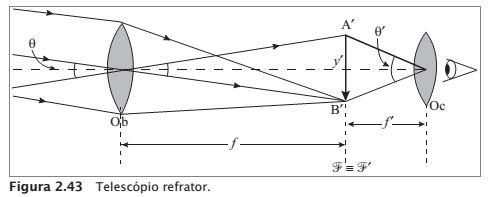 A′
θ
θ′
y′
B′
Ob
Oc
f
f′
ℱ ≡ ℱ′
Figura 2.43 Telescópio refrator.